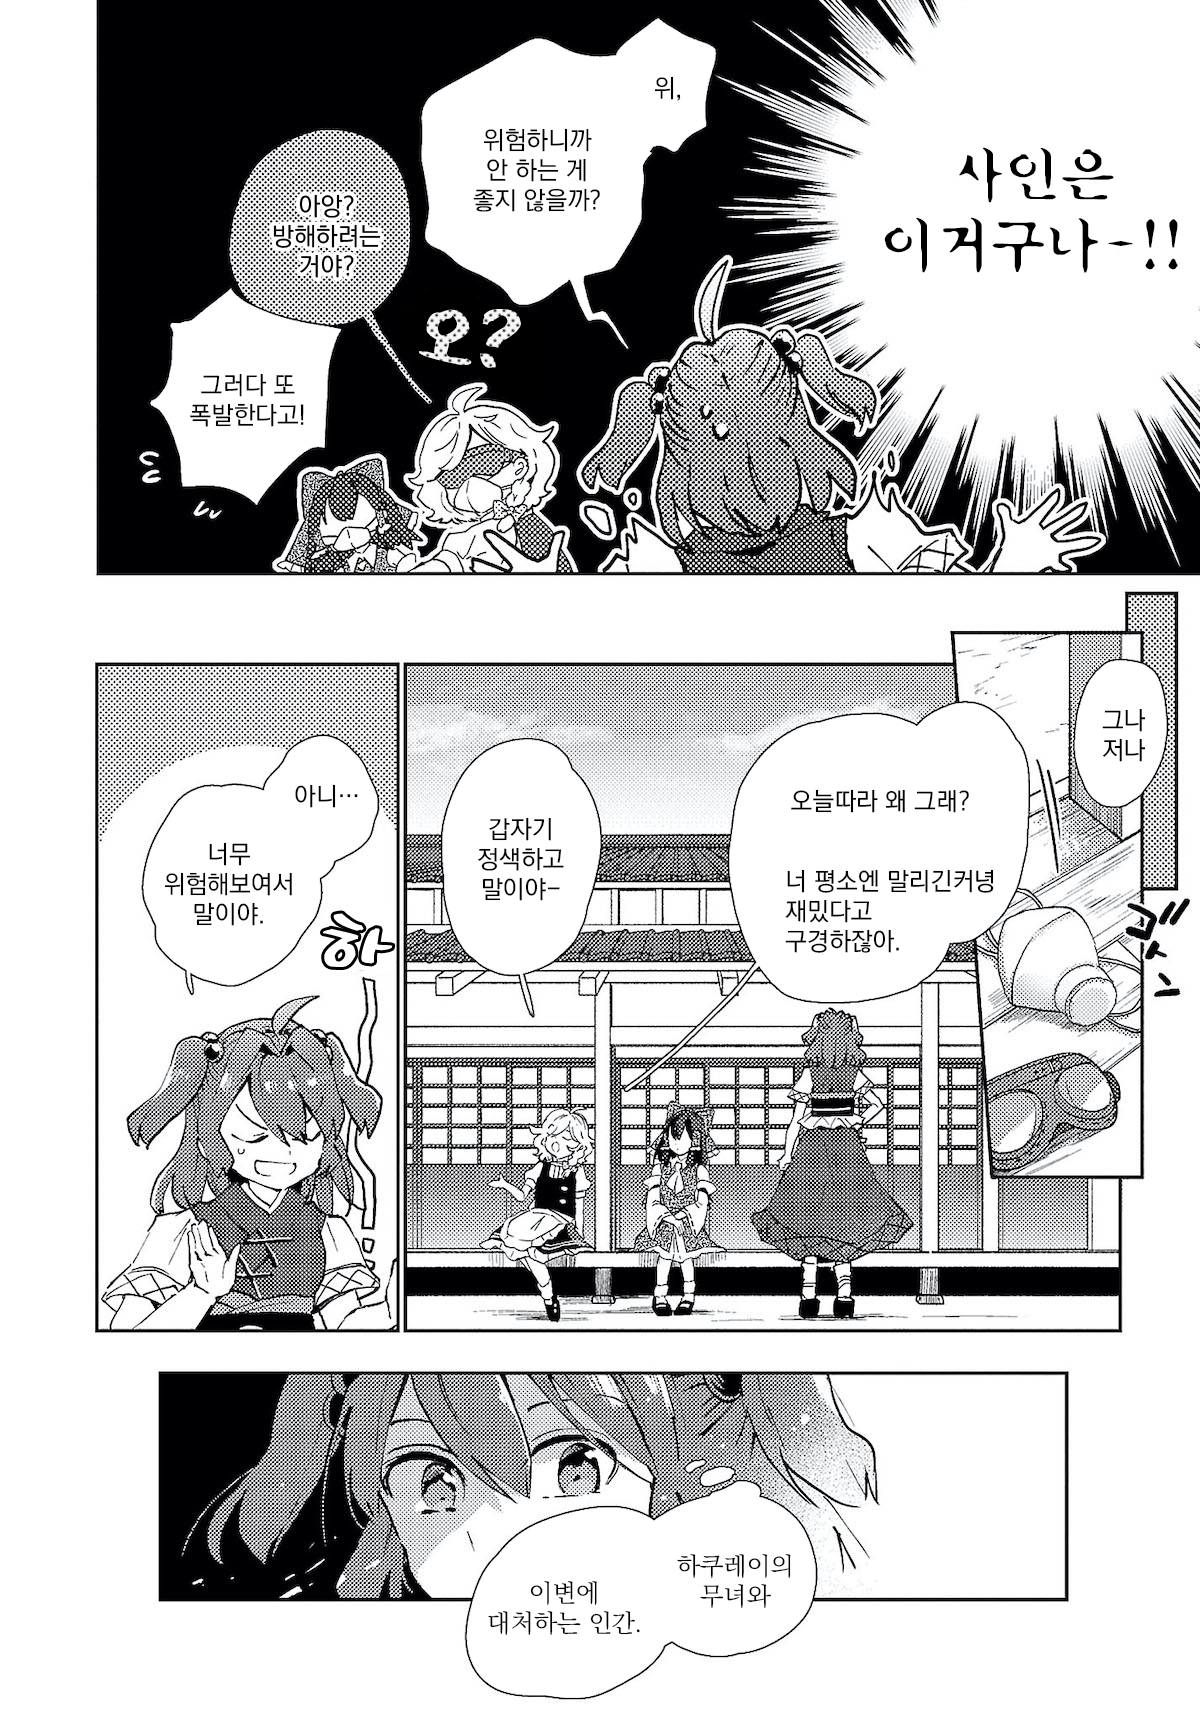 사인은
이거구나-!!
위,
위험하니까
안 하는 게
좋지 않을까?
아앙?
방해하려는
거야?
오?
그러다 또
폭발한다고!
그나
저나
ゴトン
오늘따라 왜 그래?
너 평소엔 말리긴커녕
재밌다고
구경하잖아.
갑자기
정색하고
말이야-
아니…
너무
위험해보여서
말이야.
하
하쿠레이의
무녀와
이변에
대처하는 인간.